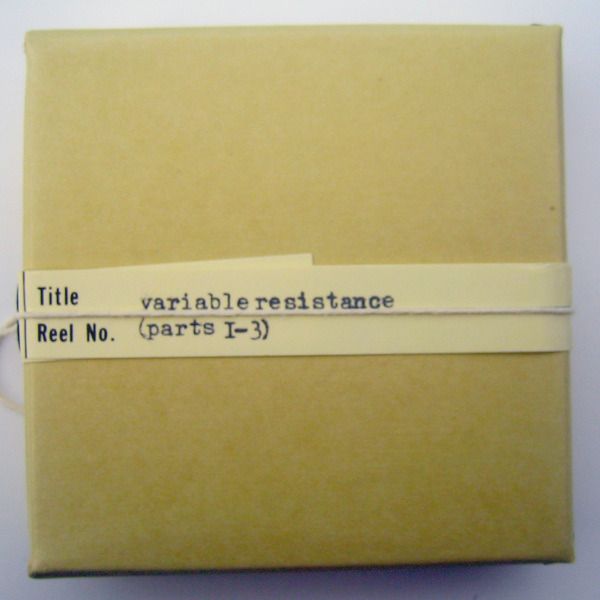 Title variable resistance
Reel No. (parts I-3)